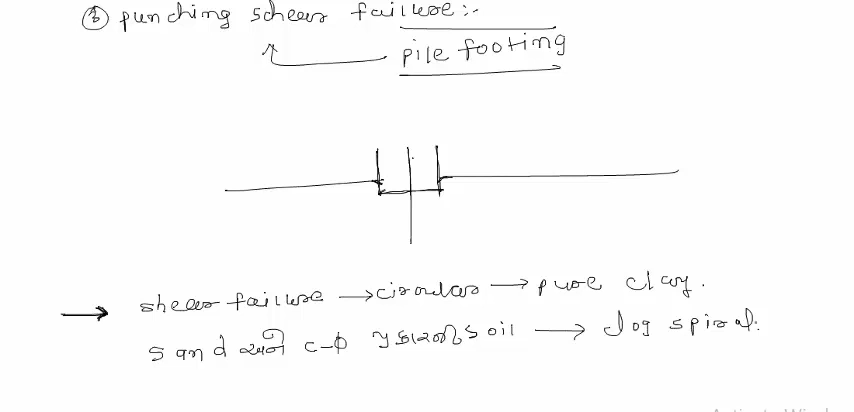 ③ punching shear failure :-
pile footing
→ shear failure → circular → pure clay.
sand અને c-ϕ પ્રકારની soil → log spiral.